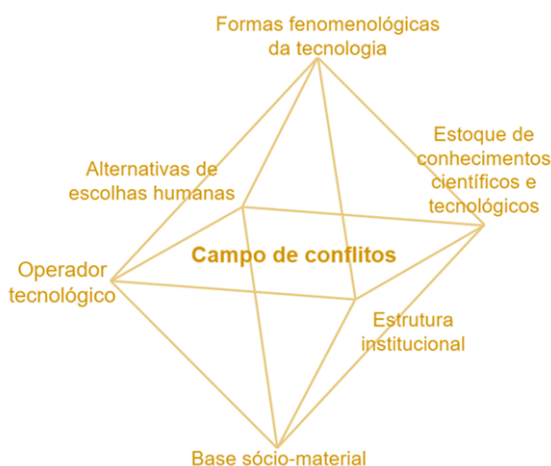 Formas fenomenológicas
da tecnologia
Estoque de
conhecimentos
científicos e
tecnológicos
Alternativas de
escolhas humanas
Campo de conflitos
Operador
tecnológico
Estrutura
institucional
Base sócio-material